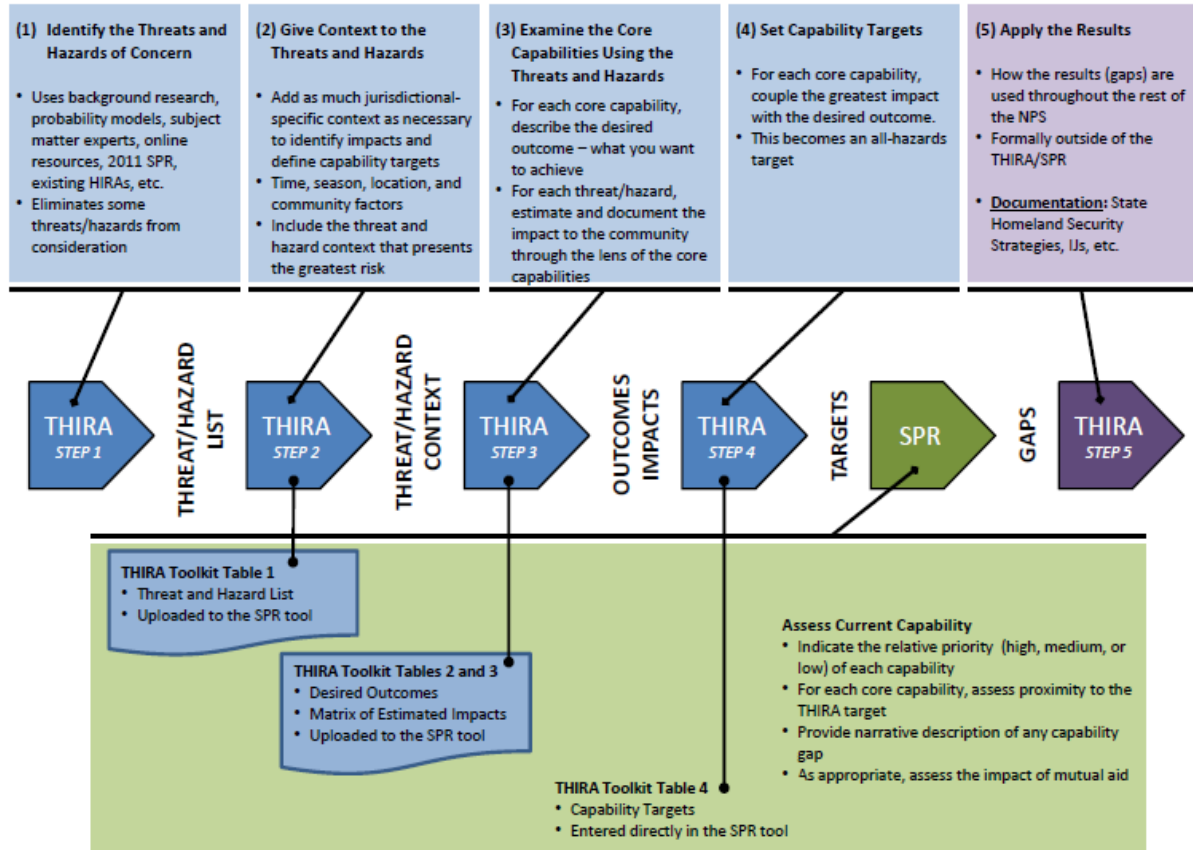 (1) Identify the Threats and
Hazards of Concern
• Uses background research,
probability models, subject
matter experts, online
resources, 2011 SPR,
existing HIRAs, etc.
• Eliminates some
threats/hazards from
consideration
(2) Give Context to the
Threats and Hazards
• Add as much jurisdictional-
specific context as necessary
to identify impacts and
define capability targets
• Time, season, location, and
community factors
• Include the threat and
hazard context that presents
the greatest risk
(3) Examine the Core
Capabilities Using the
Threats and Hazards
• For each core capability,
describe the desired
outcome – what you want
to achieve
• For each threat/hazard,
estimate and document the
impact to the community
through the lens of the core
capabilities
(4) Set Capability Targets
• For each core capability,
couple the greatest impact
with the desired outcome.
• This becomes an all-hazards
target
(5) Apply the Results
• How the results (gaps) are
used throughout the rest of
the NPS
• Formally outside of the
THIRA/SPR
• Documentation: State
Homeland Security
Strategies, IJs, etc.
THIRA
STEP 1
THREAT/HAZARD
LIST
THIRA
STEP 2
THREAT/HAZARD
CONTEXT
THIRA
STEP 3
OUTCOMES
IMPACTS
THIRA
STEP 4
TARGETS
SPR
GAPS
THIRA
STEP 5
THIRA Toolkit Table 1
• Threat and Hazard List
• Uploaded to the SPR tool
THIRA Toolkit Tables 2 and 3
• Desired Outcomes
• Matrix of Estimated Impacts
• Uploaded to the SPR tool
THIRA Toolkit Table 4
• Capability Targets
• Entered directly in the SPR tool
Assess Current Capability
• Indicate the relative priority (high, medium, or
low) of each capability
• For each core capability, assess proximity to the
THIRA target
• Provide narrative description of any capability
gap
• As appropriate, assess the impact of mutual aid